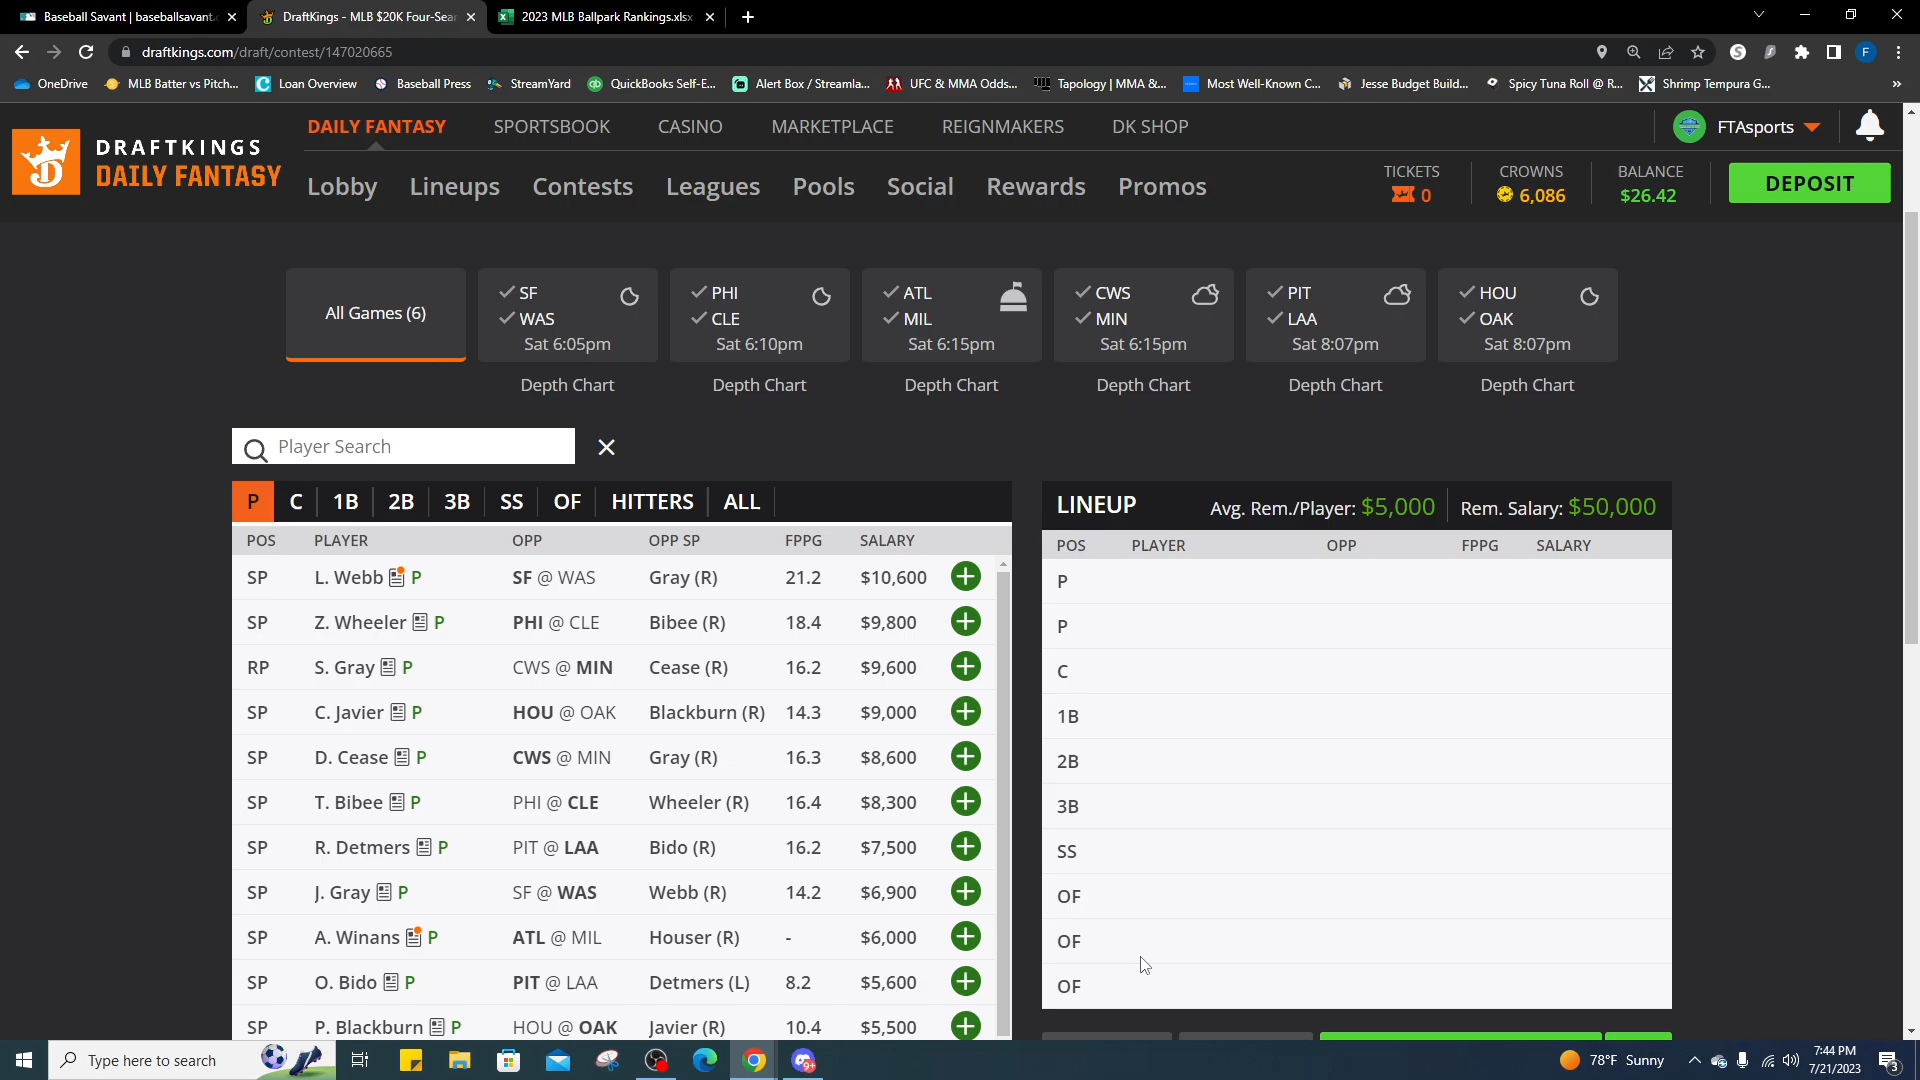 Baseball Savant | baseballsavant.
DraftKings - MLB $20K Four-Sea
2023 MLB Ballpark Rankings.xlsx
draftkings.com/draft/contest/147020665
OneDrive
MLB Batter vs Pitch...
Loan Overview
Baseball Press
StreamYard
QuickBooks Self-E...
Alert Box / Streamla...
UFC & MMA Odds...
Tapology | MMA &...
Most Well-Known C...
Jesse Budget Build...
Spicy Tuna Roll @ R...
Shrimp Tempura G...
DRAFTKINGS
DAILY FANTASY
DAILY FANTASY SPORTSBOOK CASINO MARKETPLACE REIGNMAKERS DK SHOP
FTAsports
Lobby Lineups Contests Leagues Pools Social Rewards Promos
TICKETS
0
CROWNS
6,086
BALANCE
$26.42
DEPOSIT
All Games (6)
SF
WAS
Sat 6:05pm
Depth Chart
PHI
CLE
Sat 6:10pm
Depth Chart
ATL
MIL
Sat 6:15pm
Depth Chart
CWS
MIN
Sat 6:15pm
Depth Chart
PIT
LAA
Sat 8:07pm
Depth Chart
HOU
OAK
Sat 8:07pm
Depth Chart
Player Search
P C 1B 2B 3B SS OF HITTERS ALL
POS PLAYER OPP OPP SP FPPG SALARY
SP L. Webb P SF @ WAS Gray (R) 21.2 $10,600
SP Z. Wheeler P PHI @ CLE Bibee (R) 18.4 $9,800
RP S. Gray P CWS @ MIN Cease (R) 16.2 $9,600
SP C. Javier P HOU @ OAK Blackburn (R) 14.3 $9,000
SP D. Cease P CWS @ MIN Gray (R) 16.3 $8,600
SP T. Bibee P PHI @ CLE Wheeler (R) 16.4 $8,300
SP R. Detmers P PIT @ LAA Bido (R) 16.2 $7,500
SP J. Gray P SF @ WAS Webb (R) 14.2 $6,900
SP A. Winans P ATL @ MIL Houser (R) - $6,000
SP O. Bido P PIT @ LAA Detmers (L) 8.2 $5,600
SP P. Blackburn P HOU @ OAK Javier (R) 10.4 $5,500
LINEUP Avg. Rem./Player: $5,000 Rem. Salary: $50,000
POS PLAYER OPP FPPG SALARY
P
P
C
1B
2B
3B
SS
OF
OF
OF
Type here to search
9+
78°F Sunny
7:44 PM
7/21/2023
3